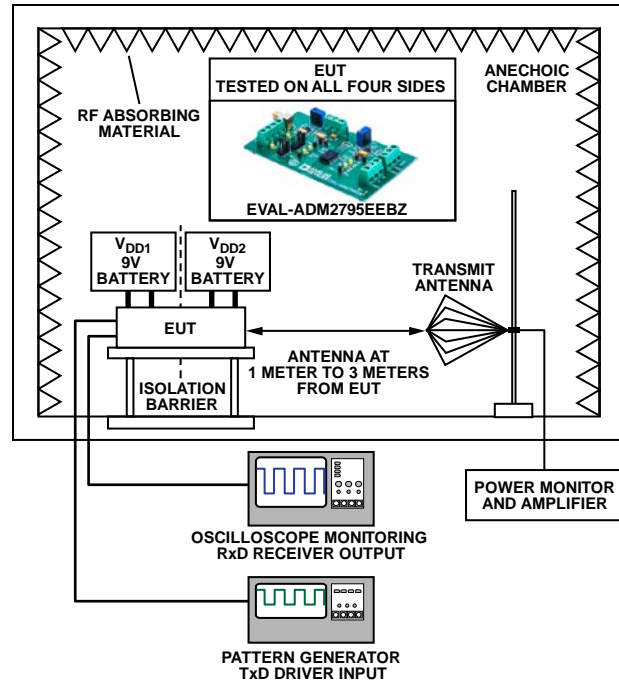 EUT
TESTED ON ALL FOUR SIDES
ANECHOIC
CHAMBER
RF ABSORBING
MATERIAL
EVAL-ADM2795EEBZ
VDD1
9V
BATTERY
VDD2
9V
BATTERY
TRANSMIT
ANTENNA
EUT
ANTENNA AT
1 METER TO 3 METERS
FROM EUT
ISOLATION
BARRIER
POWER MONITOR
AND AMPLIFIER
OSCILLOSCOPE MONITORING
RxD RECEIVER OUTPUT
PATTERN GENERATOR
TxD DRIVER INPUT